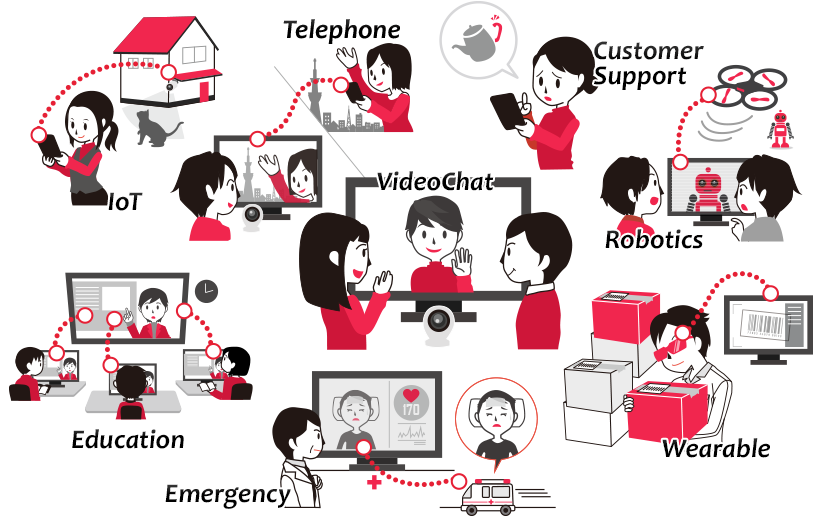 Telephone
Customer
Support
VideoChat
IoT
Robotics
Education
170
Emergency
Wearable